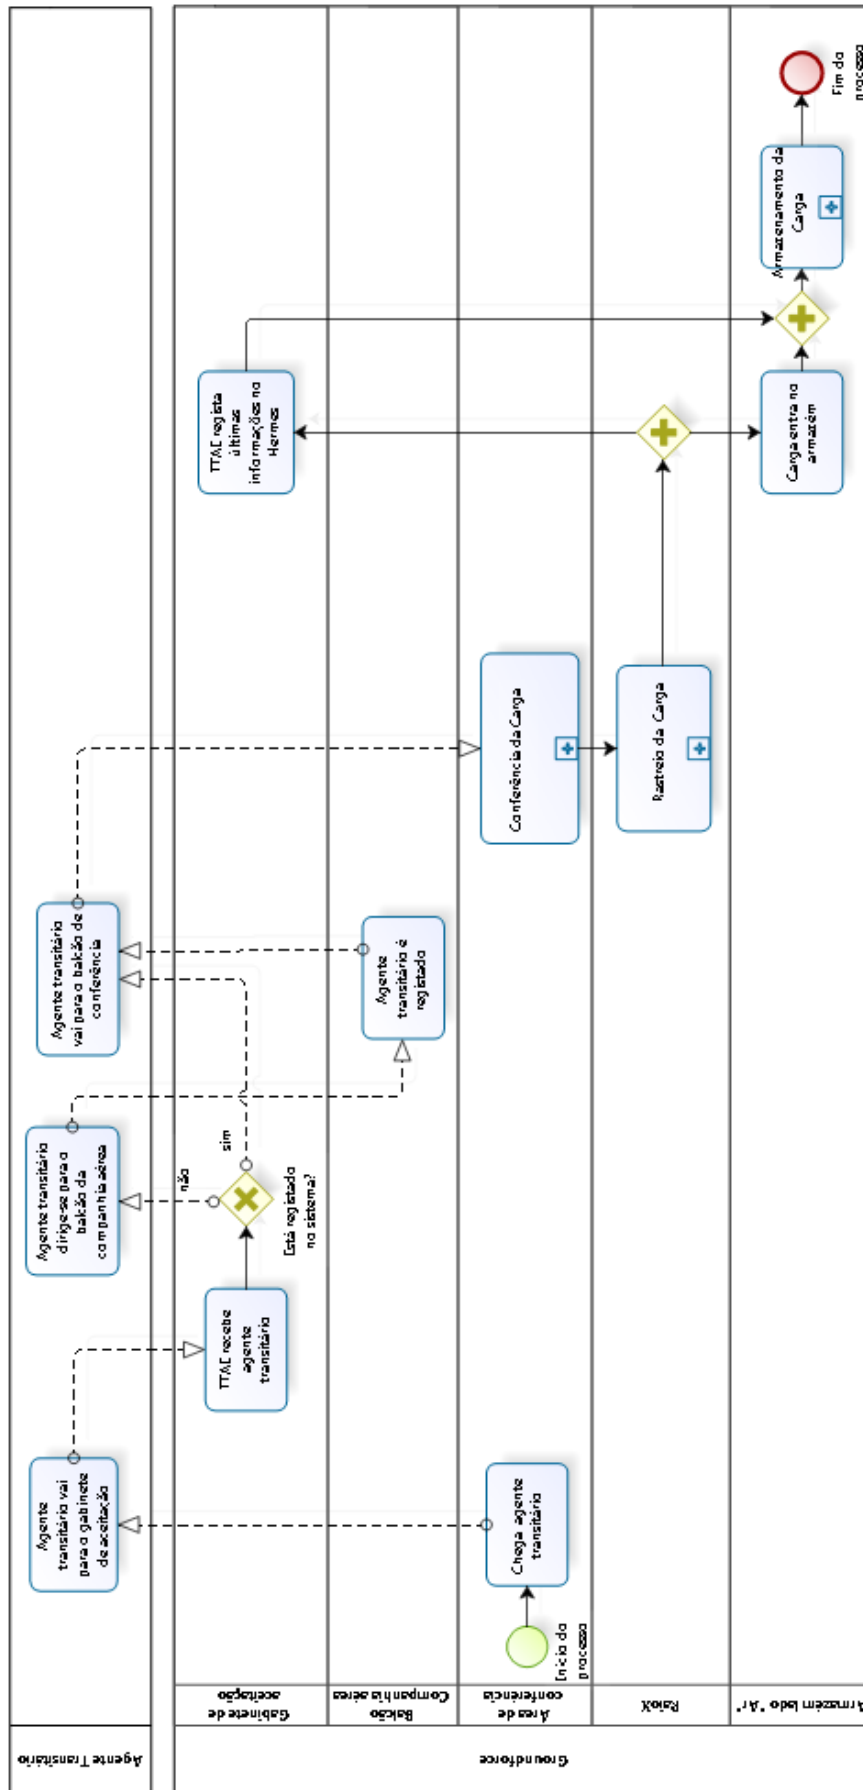 Agente Transitário
Groundforce
Gabinete de
aceitação
Balcão
Companhia aérea
Área de
conferência
RaioX
Armazém lado "Ar"
Início do
processo
Chega agente
transitário
Agente
transitário vai
para o gabinete
de aceitação
TTAE recebe
agente
transitário
Está registado
no sistema?
não
sim
Agente transitário
dirige-se para o
balcão da
companhia aérea
Agente
transitário é
registado
Agente transitário
vai para o balcão de
conferência
Conferência da Carga
Rastreio da Carga
TTAE regista
últimas
informações no
Hermes
Carga entra no
armazém
Armazenamento da
Carga
Fim do
processo